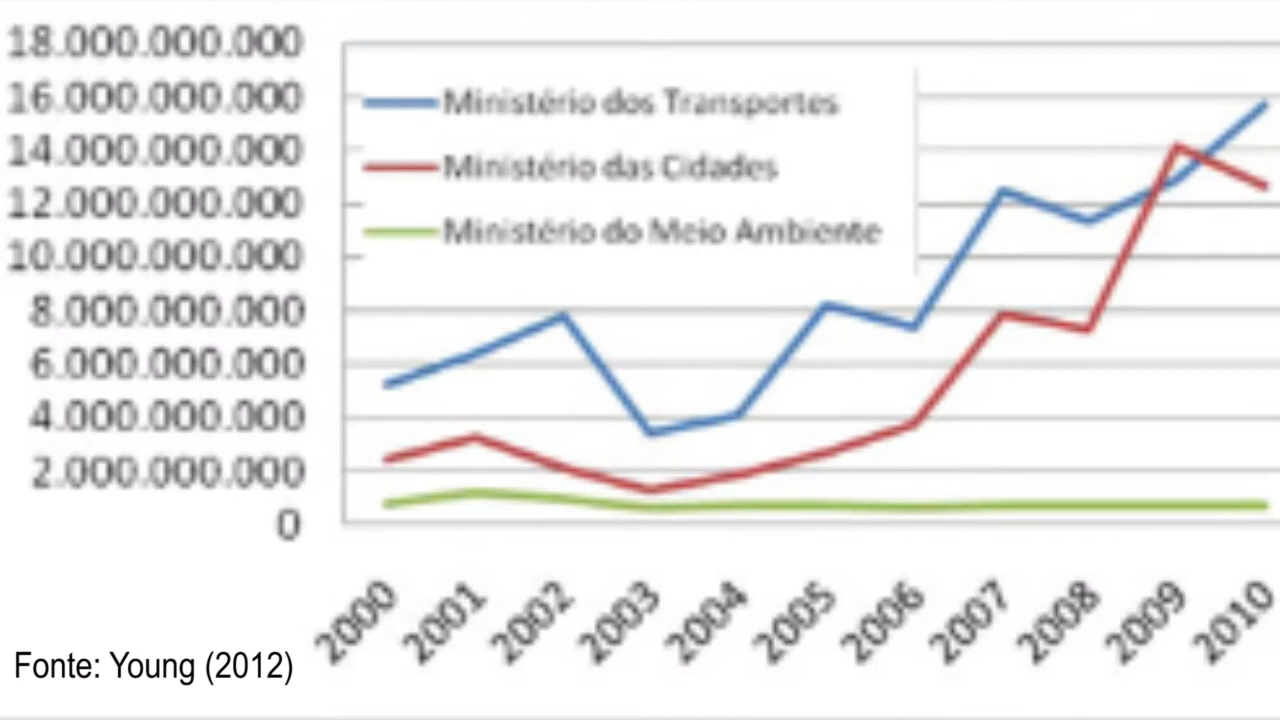 18.000.000.000
16.000.000.000
14.000.000.000
12.000.000.000
10.000.000.000
8.000.000.000
6.000.000.000
4.000.000.000
2.000.000.000
0
Ministério dos Transportes
Ministério das Cidades
Ministério do Meio Ambiente
2000 2001 2002 2003 2004 2005 2006 2007 2008 2009 2010
Fonte: Young (2012)